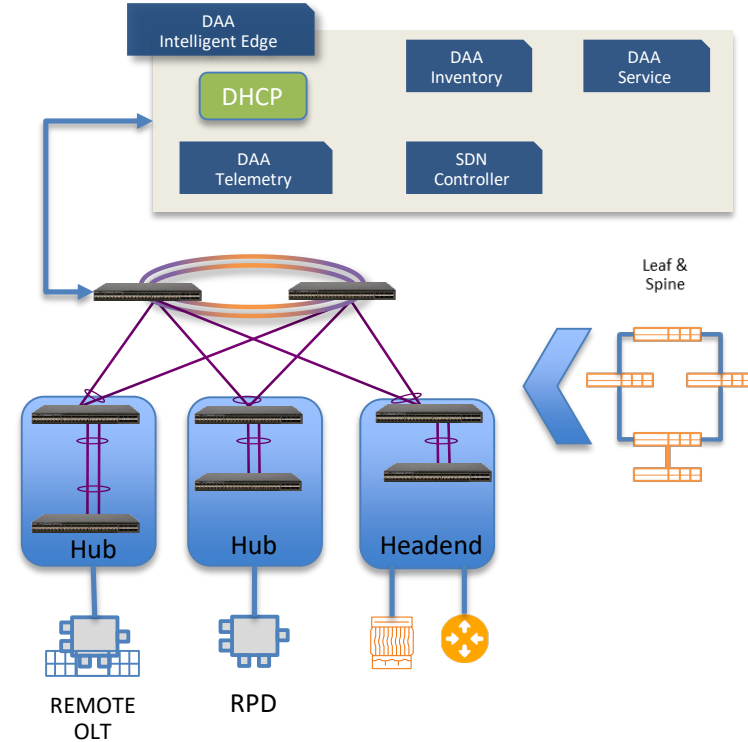 DAA
Intelligent Edge
DHCP
DAA
Inventory
DAA
Service
DAA
Telemetry
SDN
Controller
Leaf &
Spine
Hub
Hub
Headend
REMOTE
OLT
RPD